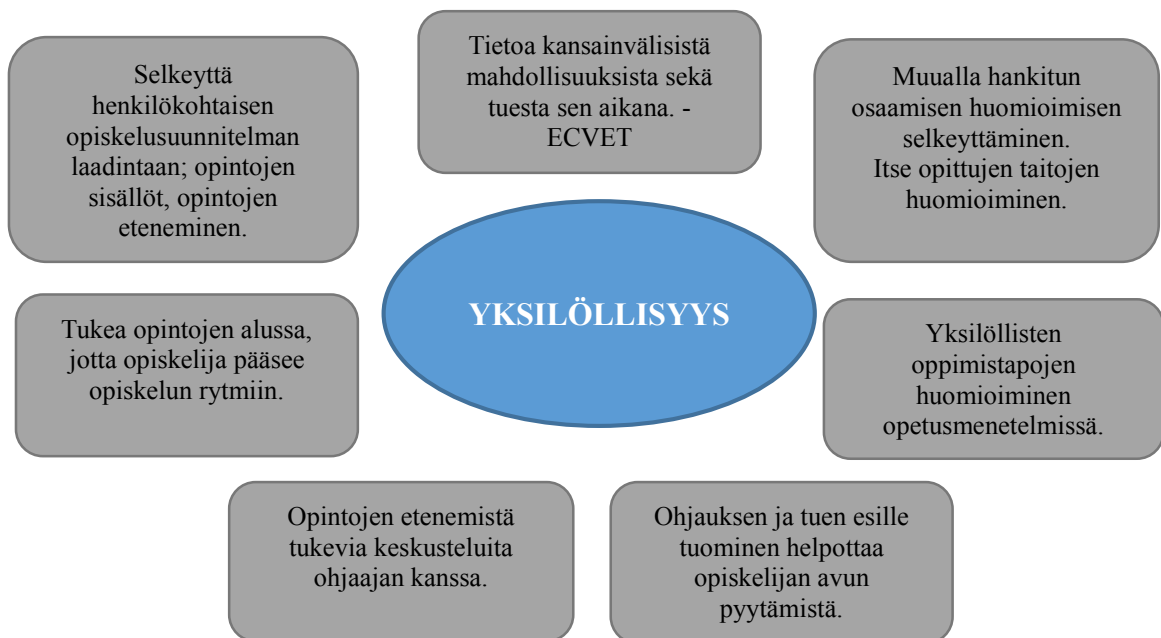 Selkeyttä
henkilökohtaisen
opiskelusuunnitelman
laadintaan; opintojen
sisällöt, opintojen
eteneminen.
Tietoa kansainvälisistä
mahdollisuuksista sekä
tuesta sen aikana. -
ECVET
Muualla hankitun
osaamisen huomioimisen
selkeyttäminen.
Itse opittujen taitojen
huomioiminen.
YKSILÖLLISYYS
Tukea opintojen alussa,
jotta opiskelija pääsee
opiskelun rytmiin.
Yksilöllisten
oppimistapojen
huomioiminen
opetusmenetelmissä.
Opintojen etenemistä
tukevia keskusteluita
ohjaajan kanssa.
Ohjauksen ja tuen esille
tuominen helpottaa
opiskelijan avun
pyytämistä.